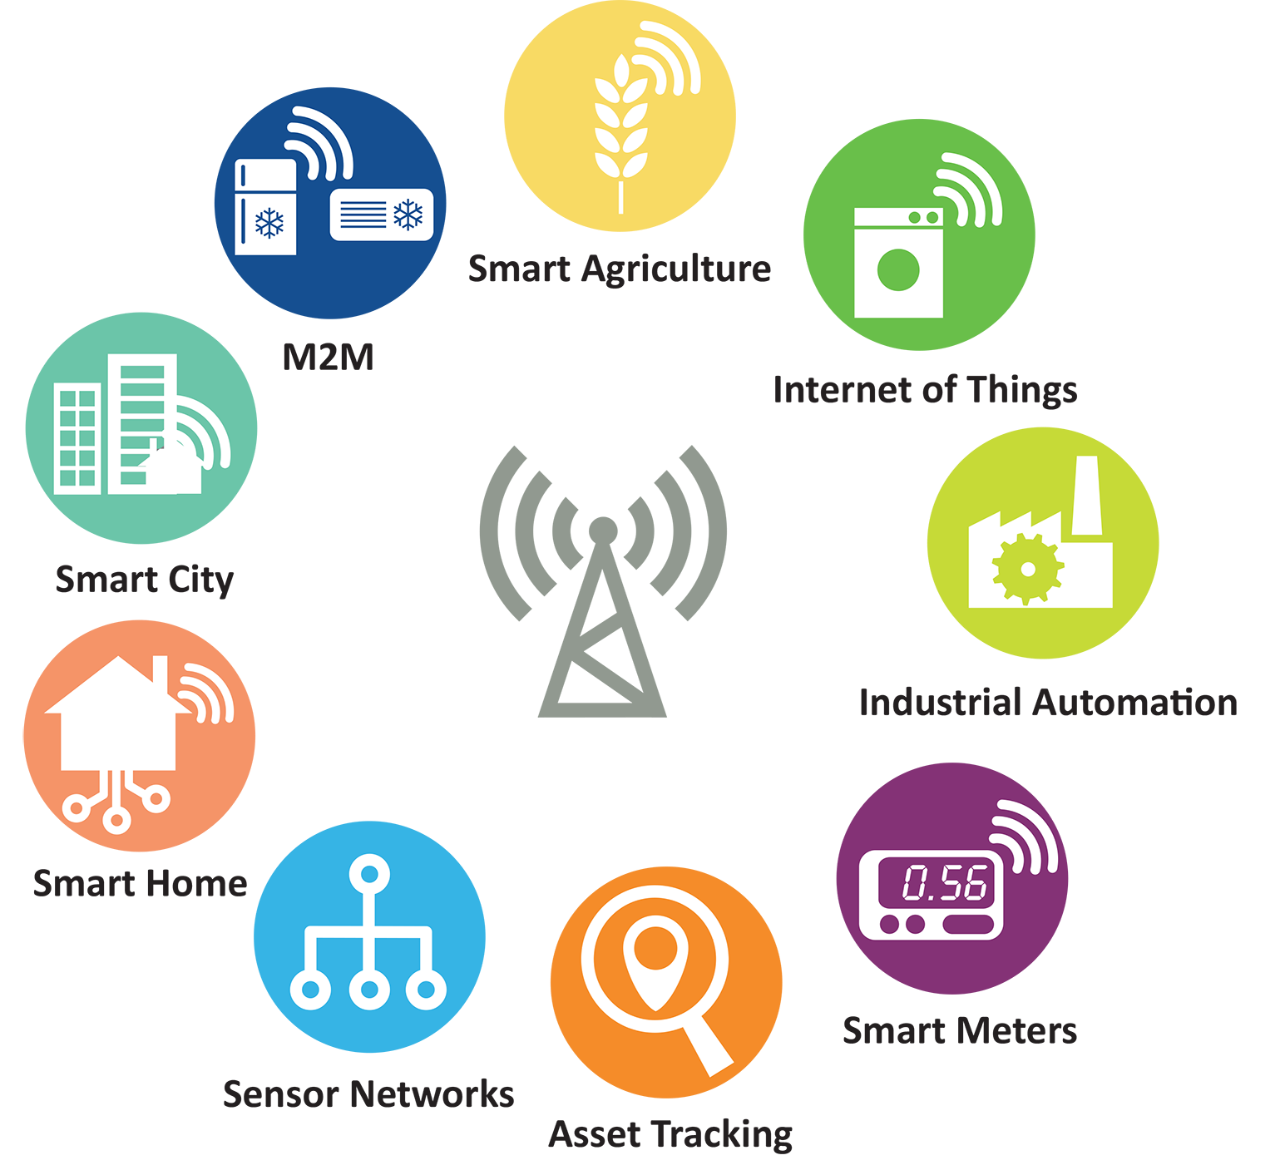 Smart Agriculture
M2M
Internet of Things
Smart City
Industrial Automation
Smart Home
0.56
Smart Meters
Sensor Networks
Asset Tracking